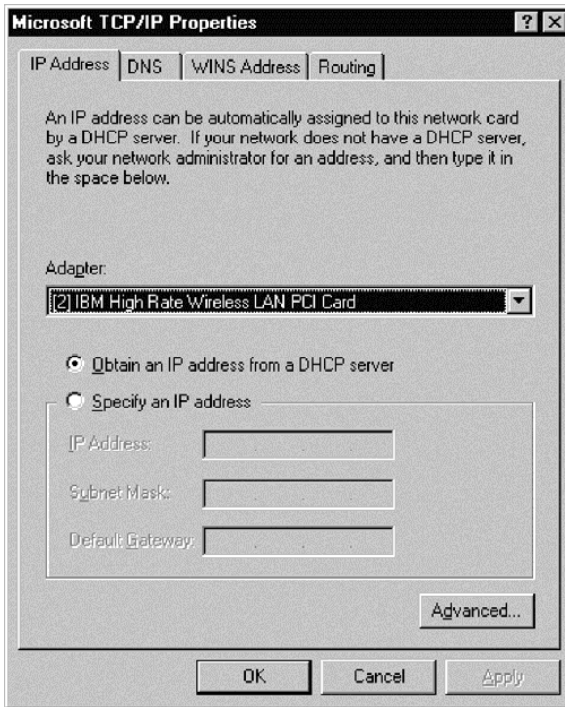 Microsoft TCP/IP Properties
IP Address DNS WINS Address Routing
An IP address can be automatically assigned to this network card
by a DHCP server. If your network does not have a DHCP server,
ask your network administrator for an address, and then type it in
the space below.
Adapter:
[2] IBM High Rate Wireless LAN PCI Card
Obtain an IP address from a DHCP server
Specify an IP address
IP Address:
Subnet Mask:
Default Gateway:
Advanced...
OK Cancel Apply